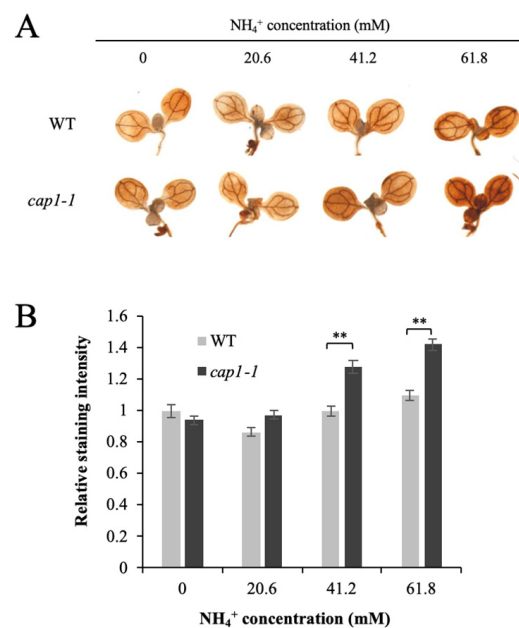 A
NH₄⁺ concentration (mM)
0 20.6 41.2 61.8
WT
cap1-1
B
1.6
1.4
1.2
1
0.8
0.6
0.4
0.2
0
Relative staining intensity
WT
cap1-1
**
**
0 20.6 41.2 61.8
NH₄⁺ concentration (mM)